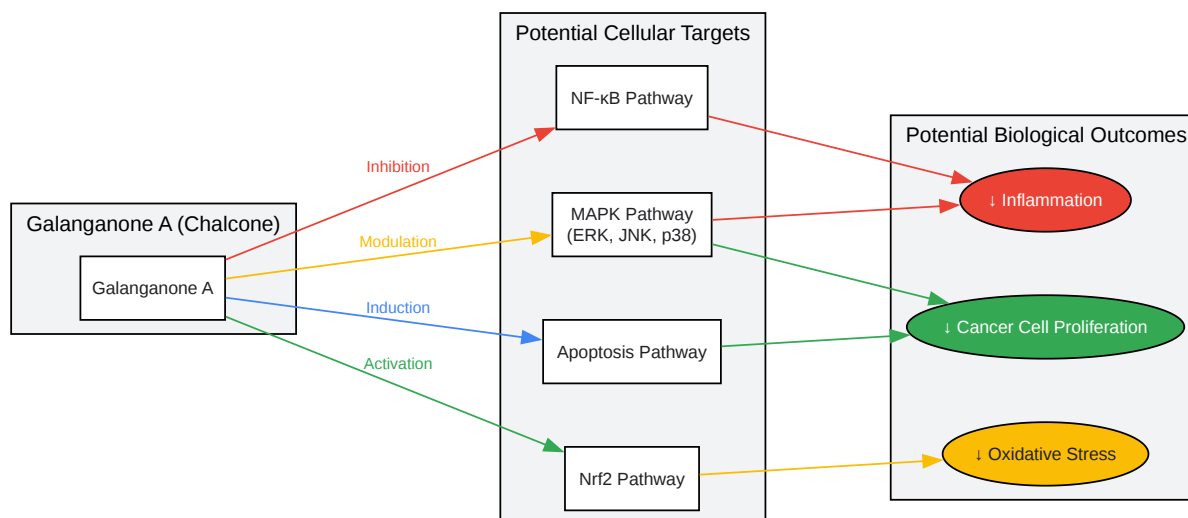 Galanganone A (Chalcone)
Galanganone A
Inhibition
Modulation
Induction
Activation
Potential Cellular Targets
NF-κB Pathway
MAPK Pathway
(ERK, JNK, p38)
Apoptosis Pathway
Nrf2 Pathway
Potential Biological Outcomes
↓ Inflammation
↓ Cancer Cell Proliferation
↓ Oxidative Stress